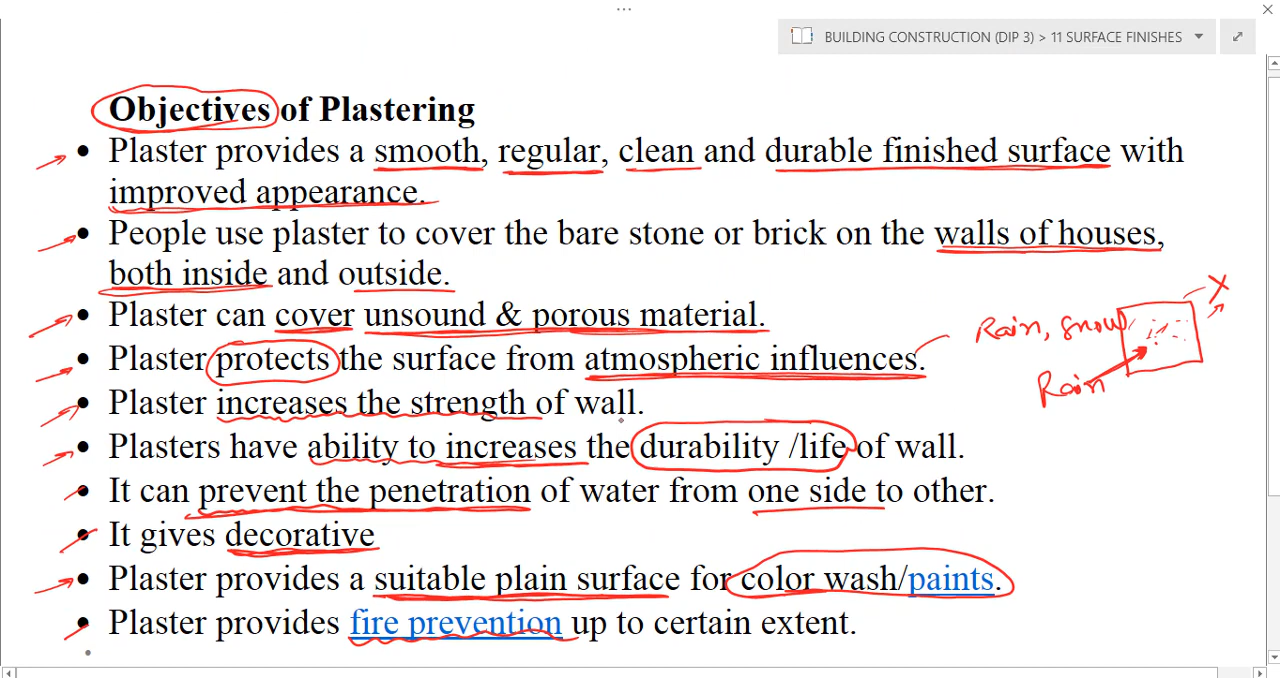 BUILDING CONSTRUCTION (DIP 3) > 11 SURFACE FINISHES
Objectives of Plastering
• Plaster provides a smooth, regular, clean and durable finished surface with
improved appearance.
• People use plaster to cover the bare stone or brick on the walls of houses,
both inside and outside.
• Plaster can cover unsound & porous material.
Rain, Snow
X
• Plaster protects the surface from atmospheric influences.
Rain
• Plaster increases the strength of wall.
• Plasters have ability to increases the durability /life of wall.
• It can prevent the penetration of water from one side to other.
• It gives decorative
• Plaster provides a suitable plain surface for color wash/paints.
• Plaster provides fire prevention up to certain extent.
•